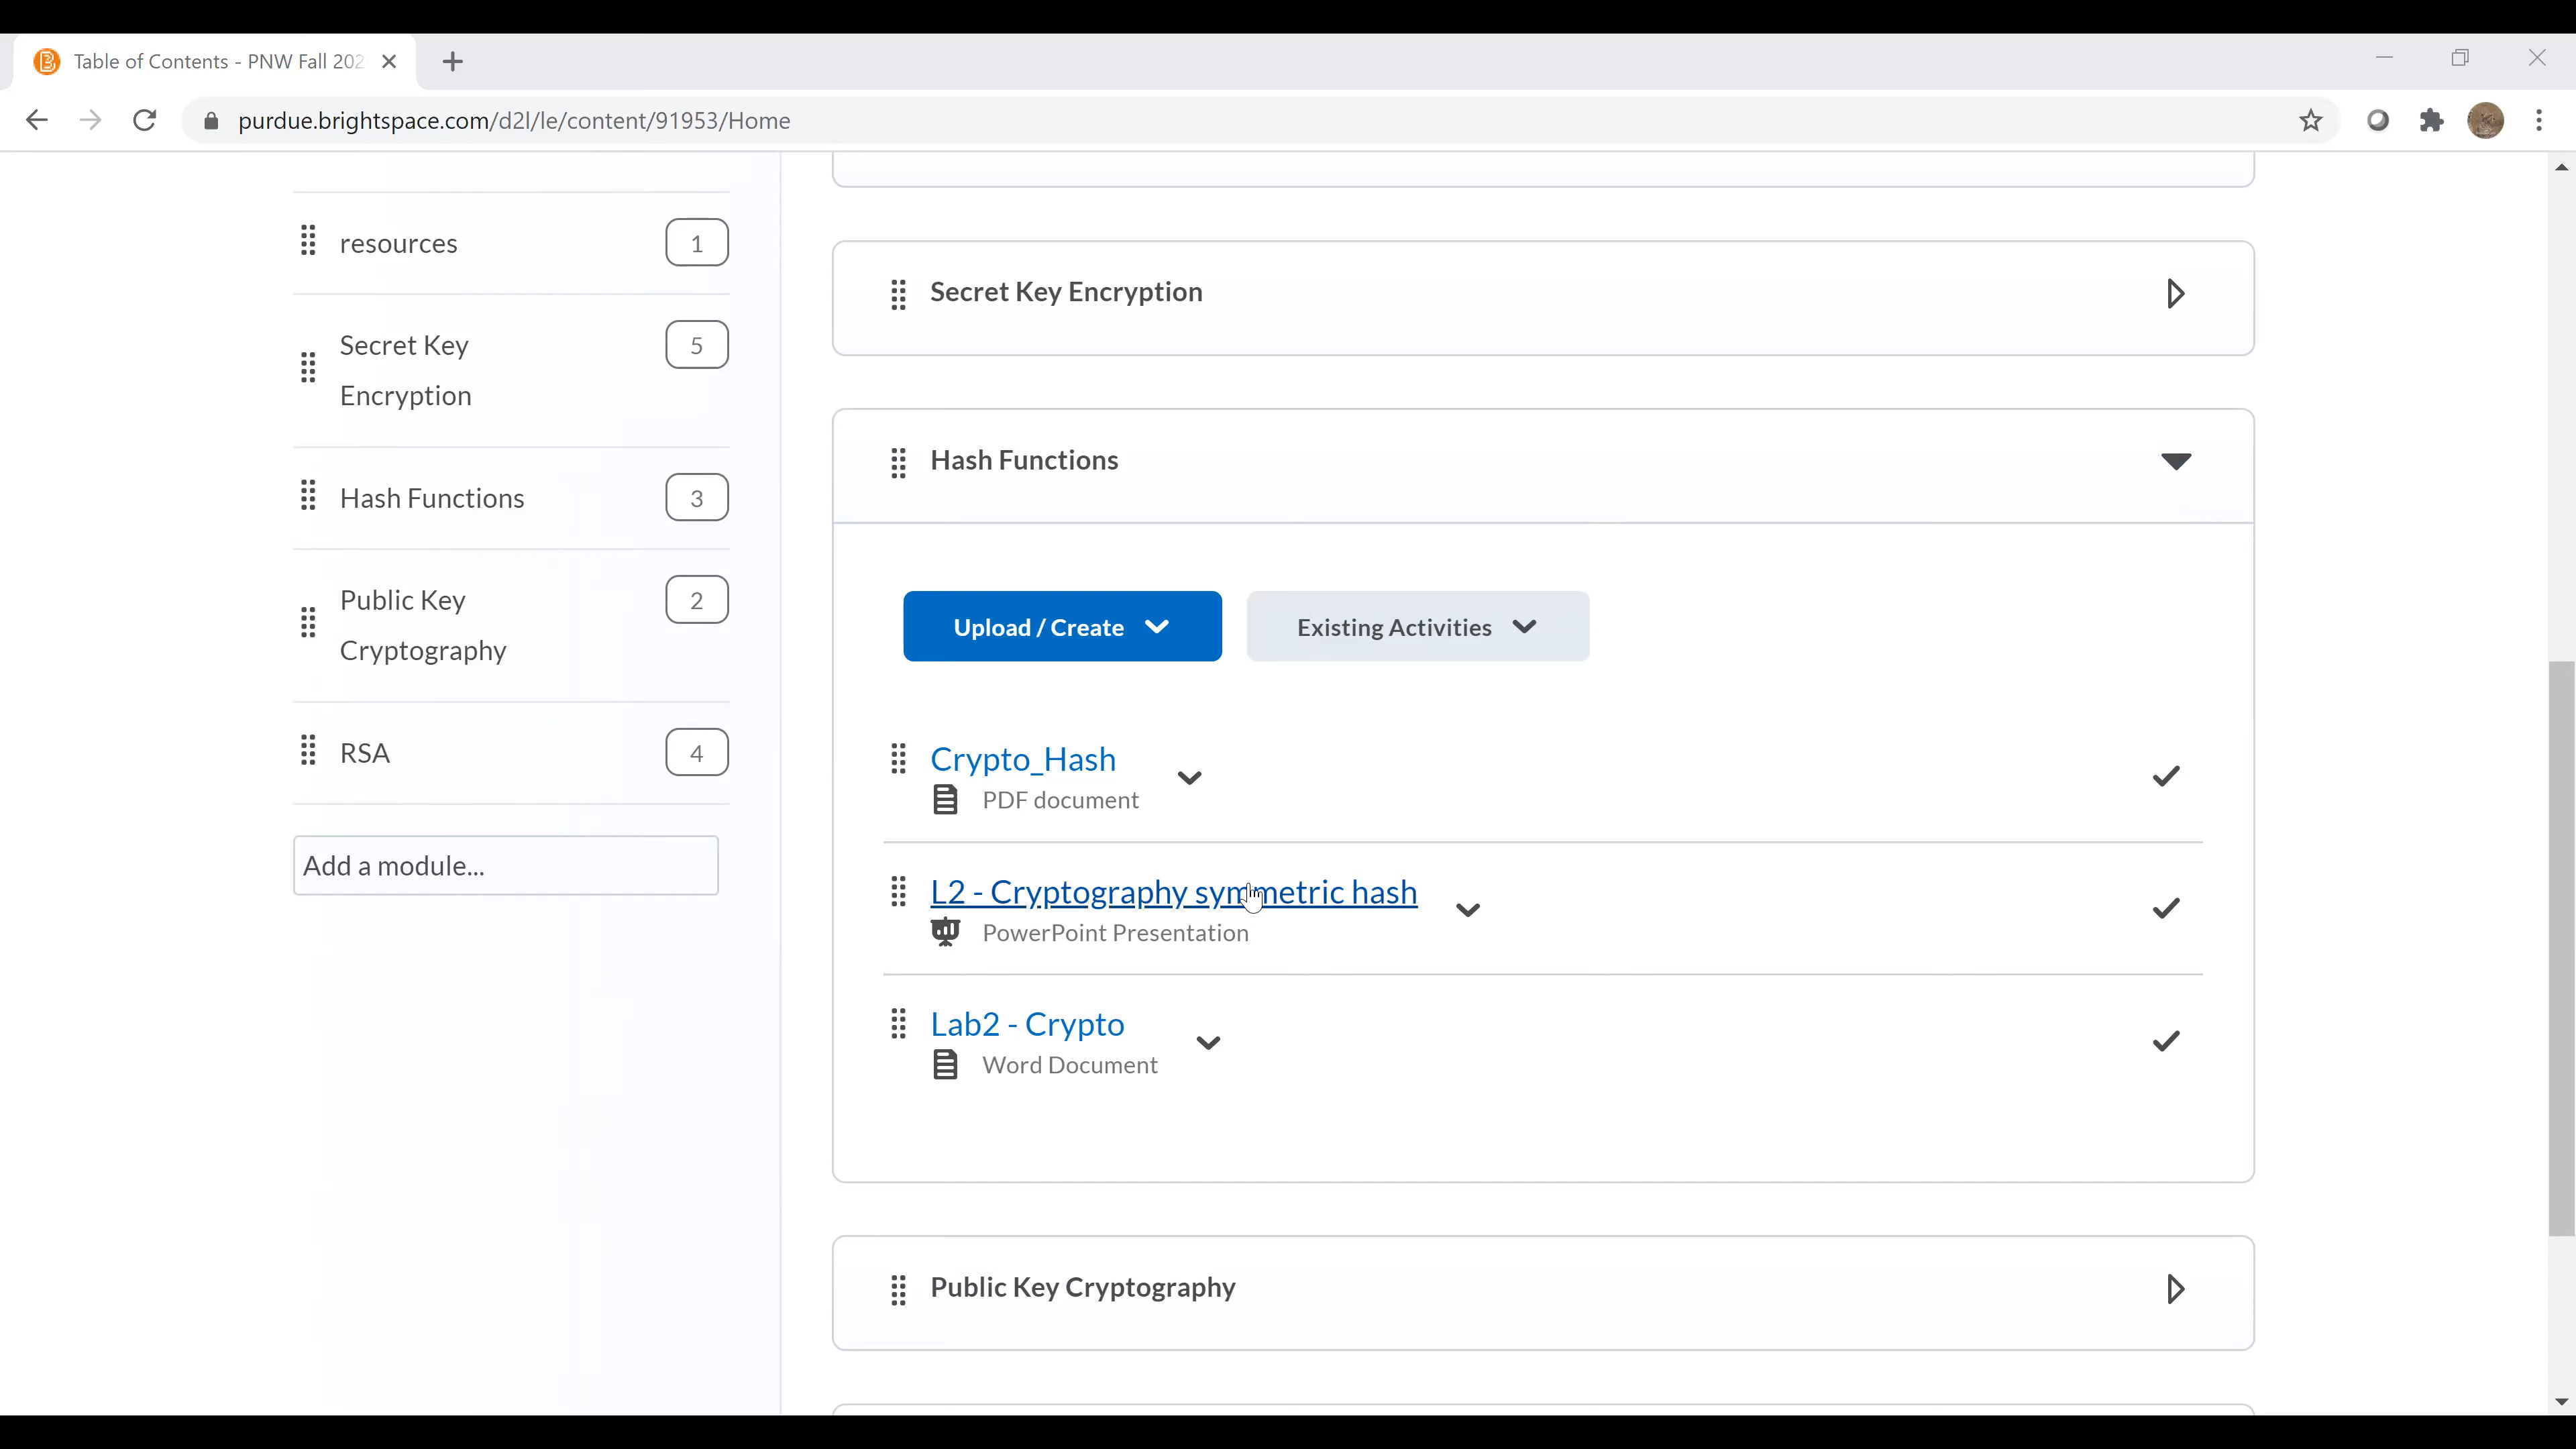 Table of Contents - PNW Fall 202
purdue.brightspace.com/d2l/le/content/91953/Home
resources 1
Secret Key 5
Encryption
Hash Functions 3
Public Key 2
Cryptography
RSA 4
Add a module...
Secret Key Encryption
Hash Functions
Upload / Create
Existing Activities
Crypto_Hash
PDF document
L2 - Cryptography symmetric hash
PowerPoint Presentation
Lab2 - Crypto
Word Document
Public Key Cryptography